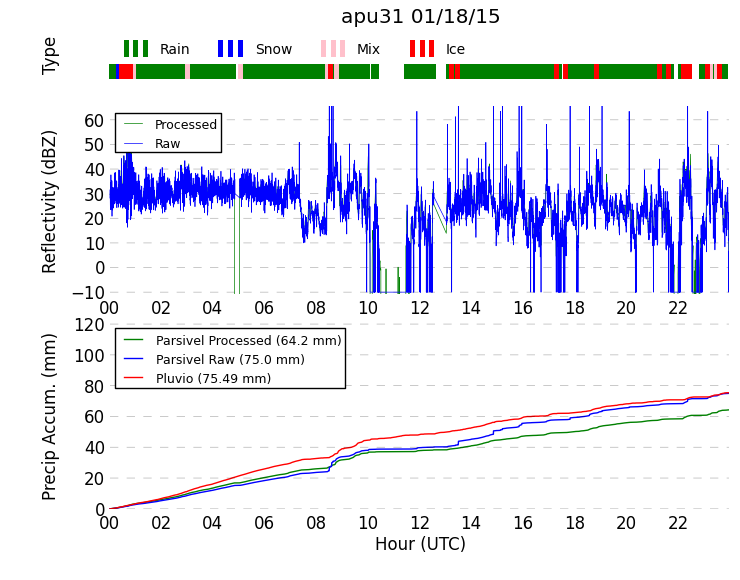 apu31 01/18/15
Type
Rain Snow Mix Ice
Reflectivity (dBZ)
60
50
40
30
20
10
0
−10
Processed
Raw
00 02 04 06 08 10 12 14 16 18 20 22
Precip Accum. (mm)
120
100
80
60
40
20
0
Parsivel Processed (64.2 mm)
Parsivel Raw (75.0 mm)
Pluvio (75.49 mm)
00 02 04 06 08 10 12 14 16 18 20 22
Hour (UTC)